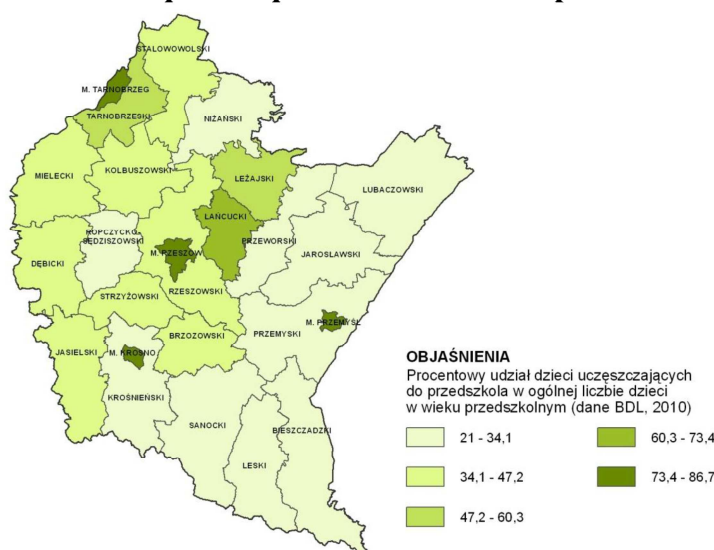 STALOWOWOLSKI
M. TARNOBRZEG
TARNOBRZESKI
NIŻAŃSKI
MIELECKI
KOLBUSZOWSKI
LEŻAJSKI
LUBACZOWSKI
ŁAŃCUCKI
ROPCZYCKO-
SĘDZISZOWSKI
PRZEWORSKI
M. RZESZÓW
JAROSŁAWSKI
DĘBICKI
RZESZOWSKI
STRZYŻOWSKI
M. PRZEMYŚL
BRZOZOWSKI
PRZEMYSKI
JASIELSKI
M. KROSNO
KROŚNIEŃSKI
SANOCKI
BIESZCZADZKI
LESKI
OBJAŚNIENIA
Procentowy udział dzieci uczęszczających
do przedszkola w ogólnej liczbie dzieci
w wieku przedszkolnym (dane BDL, 2010)
21 - 34,1
60,3 - 73,4
34,1 - 47,2
73,4 - 86,7
47,2 - 60,3